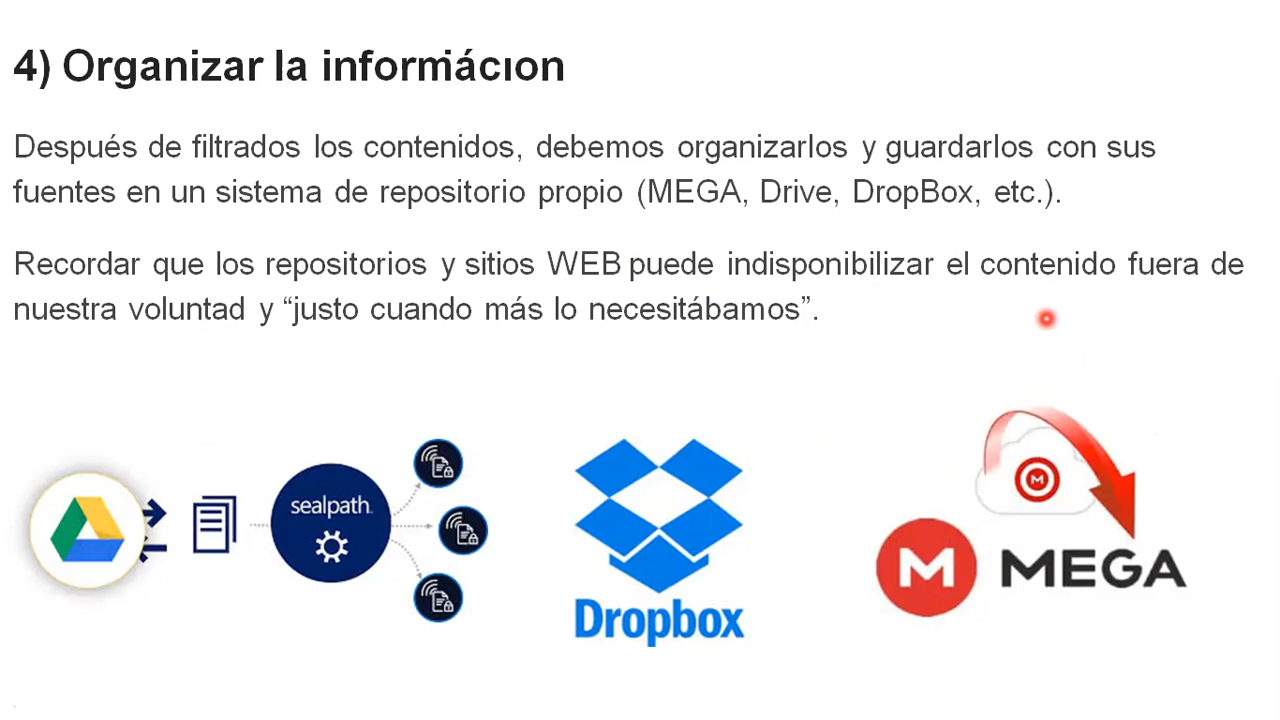 4) Organizar la informácıon
Después de filtrados los contenidos, debemos organizarlos y guardarlos con sus
fuentes en un sistema de repositorio propio (MEGA, Drive, DropBox, etc.).
Recordar que los repositorios y sitios WEB puede indisponibilizar el contenido fuera de
nuestra voluntad y “justo cuando más lo necesitábamos”.
sealpath
Dropbox
M
M MEGA